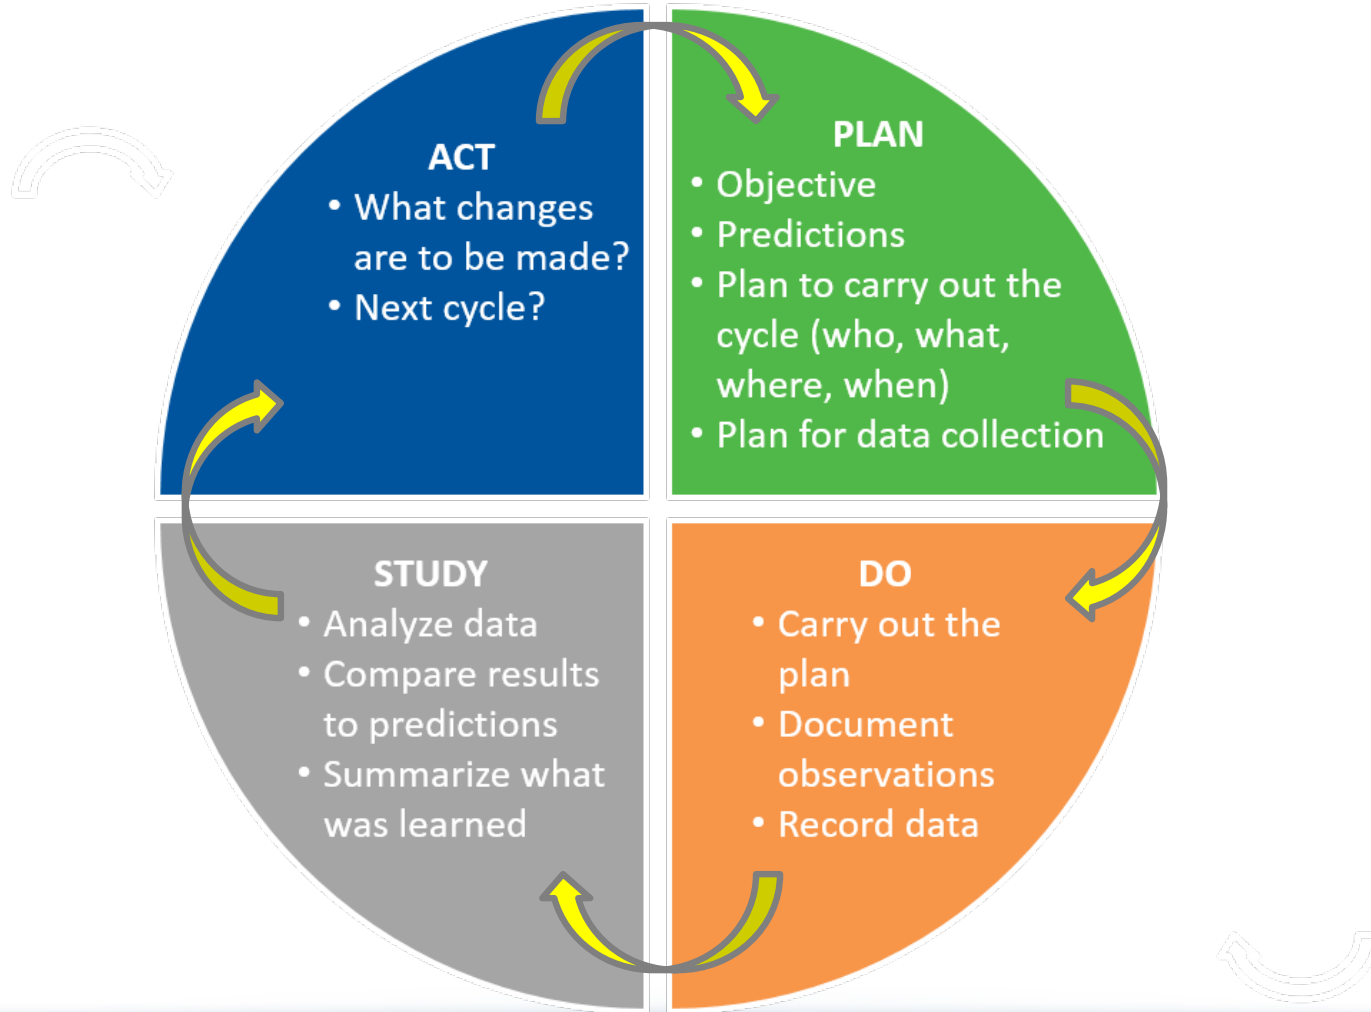 ACT
• What changes
are to be made?
• Next cycle?
PLAN
• Objective
• Predictions
• Plan to carry out the
cycle (who, what,
where, when)
• Plan for data collection
STUDY
• Analyze data
• Compare results
to predictions
• Summarize what
was learned
DO
• Carry out the
plan
• Document
observations
• Record data